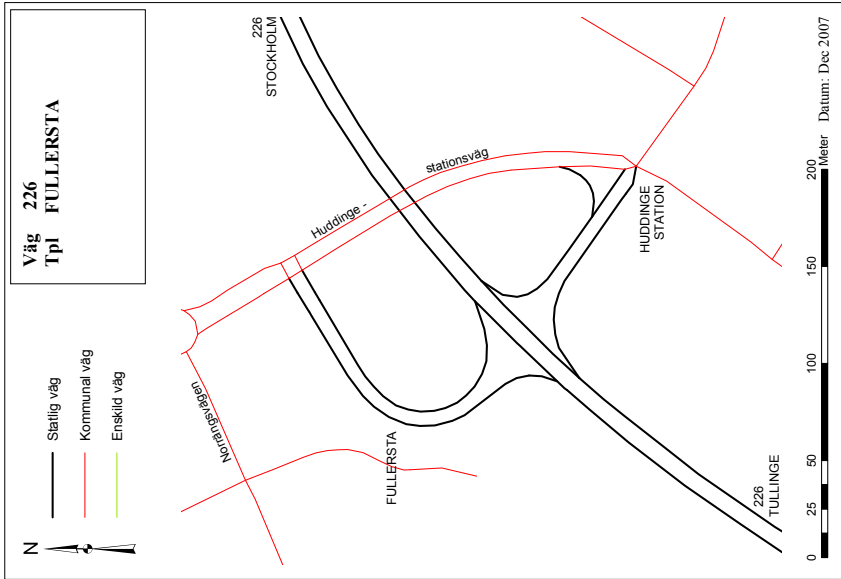 Väg 226
Tpl FULLERSTA
N
Statlig väg
Kommunal väg
Enskild väg
226
STOCKHOLM
Huddinge -
stationsväg
Norrängsvägen
FULLERSTA
HUDDINGE
STATION
226
TULLINGE
0 25 50 100 150 200
Meter
Datum: Dec 2007